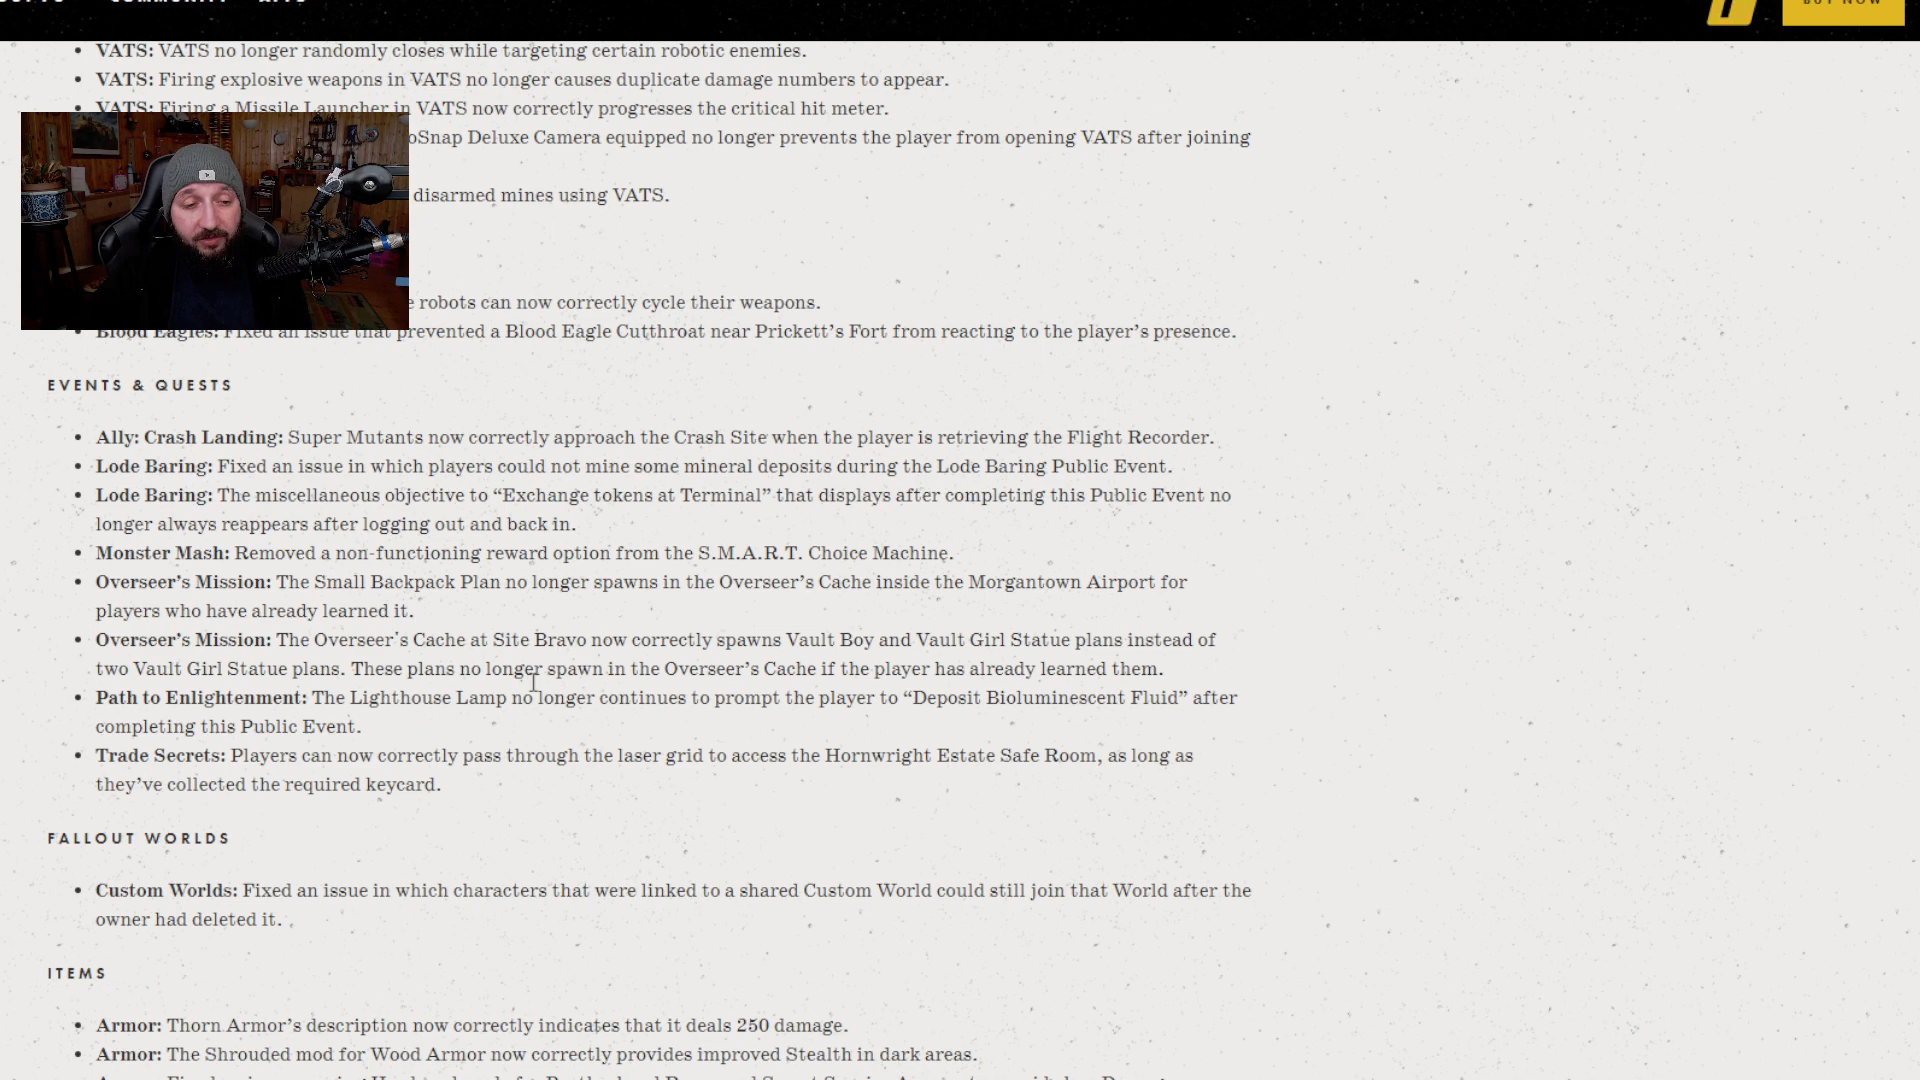 BUY NOW
• VATS: VATS no longer randomly closes while targeting certain robotic enemies.
• VATS: Firing explosive weapons in VATS no longer causes duplicate damage numbers to appear.
• VATS: Firing a Missile Launcher in VATS now correctly progresses the critical hit meter.
oSnap Deluxe Camera equipped no longer prevents the player from opening VATS after joining
disarmed mines using VATS.
robots can now correctly cycle their weapons.
• Blood Eagles: Fixed an issue that prevented a Blood Eagle Cutthroat near Prickett’s Fort from reacting to the player’s presence.
EVENTS & QUESTS
• Ally: Crash Landing: Super Mutants now correctly approach the Crash Site when the player is retrieving the Flight Recorder.
• Lode Baring: Fixed an issue in which players could not mine some mineral deposits during the Lode Baring Public Event.
• Lode Baring: The miscellaneous objective to “Exchange tokens at Terminal” that displays after completing this Public Event no
longer always reappears after logging out and back in.
• Monster Mash: Removed a non-functioning reward option from the S.M.A.R.T. Choice Machine.
• Overseer’s Mission: The Small Backpack Plan no longer spawns in the Overseer’s Cache inside the Morgantown Airport for
players who have already learned it.
• Overseer’s Mission: The Overseer's Cache at Site Bravo now correctly spawns Vault Boy and Vault Girl Statue plans instead of
two Vault Girl Statue plans. These plans no longer spawn in the Overseer’s Cache if the player has already learned them.
• Path to Enlightenment: The Lighthouse Lamp no longer continues to prompt the player to “Deposit Bioluminescent Fluid” after
completing this Public Event.
• Trade Secrets: Players can now correctly pass through the laser grid to access the Hornwright Estate Safe Room, as long as
they’ve collected the required keycard.
FALLOUT WORLDS
• Custom Worlds: Fixed an issue in which characters that were linked to a shared Custom World could still join that World after the
owner had deleted it.
ITEMS
• Armor: Thorn Armor’s description now correctly indicates that it deals 250 damage.
• Armor: The Shrouded mod for Wood Armor now correctly provides improved Stealth in dark areas.